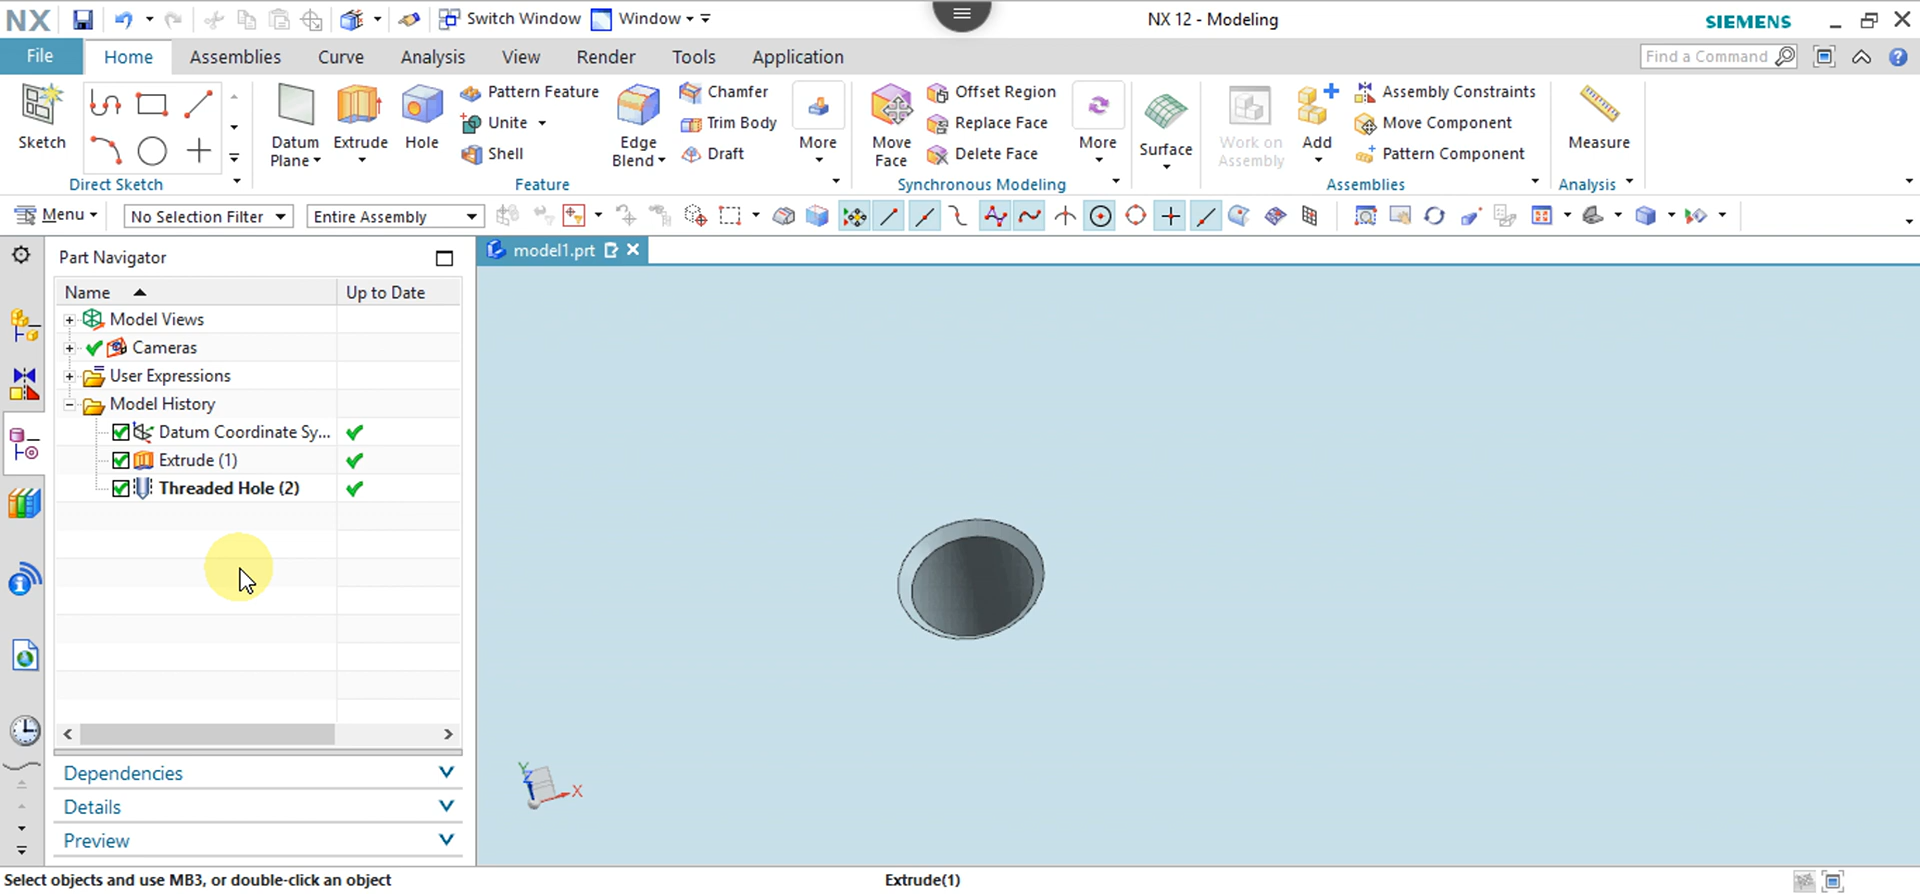 NX Switch Window Window NX 12 - Modeling SIEMENS
File Home Assemblies Curve Analysis View Render Tools Application Find a Command
Sketch
Direct Sketch
Datum
Plane
Extrude
Hole
Pattern Feature
Unite
Shell
Edge
Blend
Chamfer
Trim Body
Draft
More
Feature
Move
Face
Offset Region
Replace Face
Delete Face
More
Synchronous Modeling
Surface
Work on
Assembly
Add
Assembly Constraints
Move Component
Pattern Component
Assemblies
Measure
Analysis
Menu No Selection Filter Entire Assembly
Part Navigator
model1.prt
Name Up to Date
Model Views
Cameras
User Expressions
Model History
Datum Coordinate Sy...
Extrude (1)
Threaded Hole (2)
Dependencies
Details
Preview
Y
Z
X
Select objects and use MB3, or double-click an object Extrude(1)